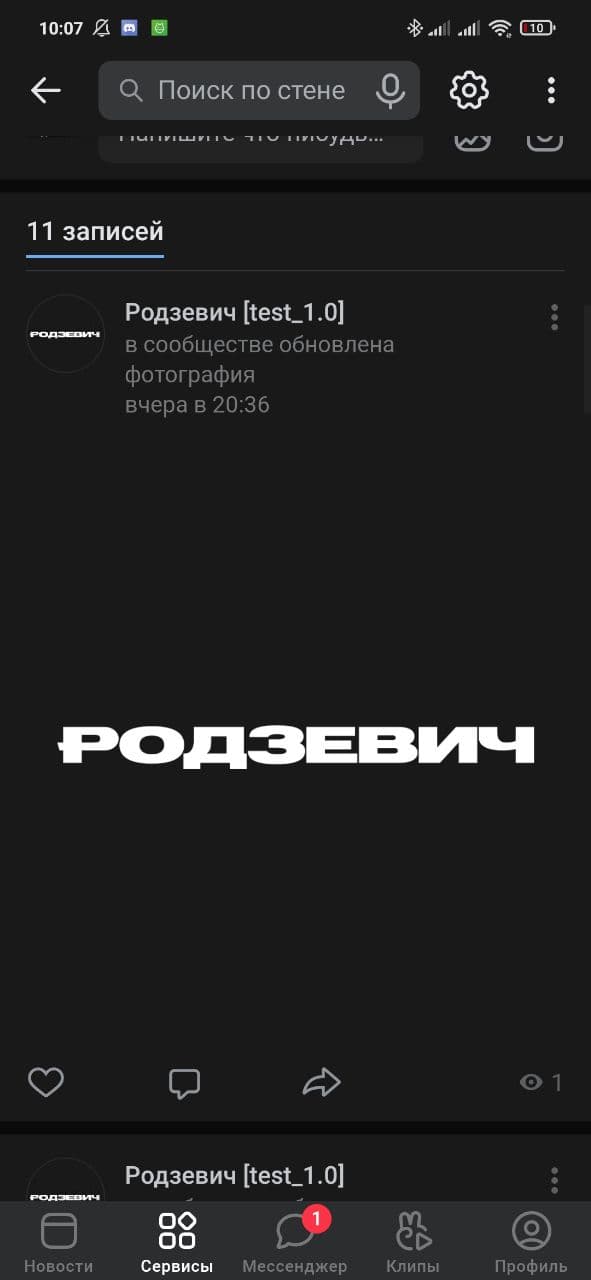 10:07
10
Поиск по стене
Напишите что-нибудь...
11 записей
РОДЗЕВИЧ
Родзевич [test_1.0]
в сообществе обновлена
фотография
вчера в 20:36
РОДЗЕВИЧ
1
Родзевич [test_1.0]
РОДЗЕВИЧ
1
Новости
Сервисы
Мессенджер
Клипы
Профиль